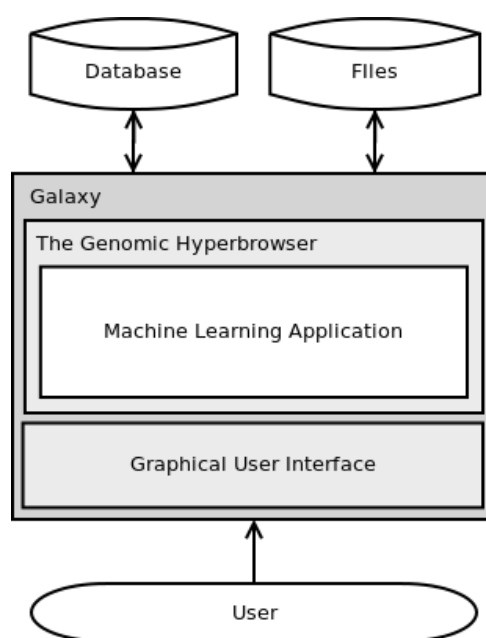 Database
FIles
Galaxy
The Genomic Hyperbrowser
Machine Learning Application
Graphical User Interface
User